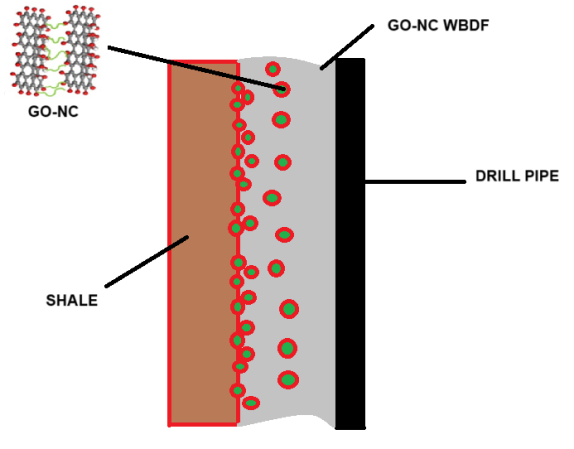 GO-NC WBDF
GO-NC
DRILL PIPE
SHALE